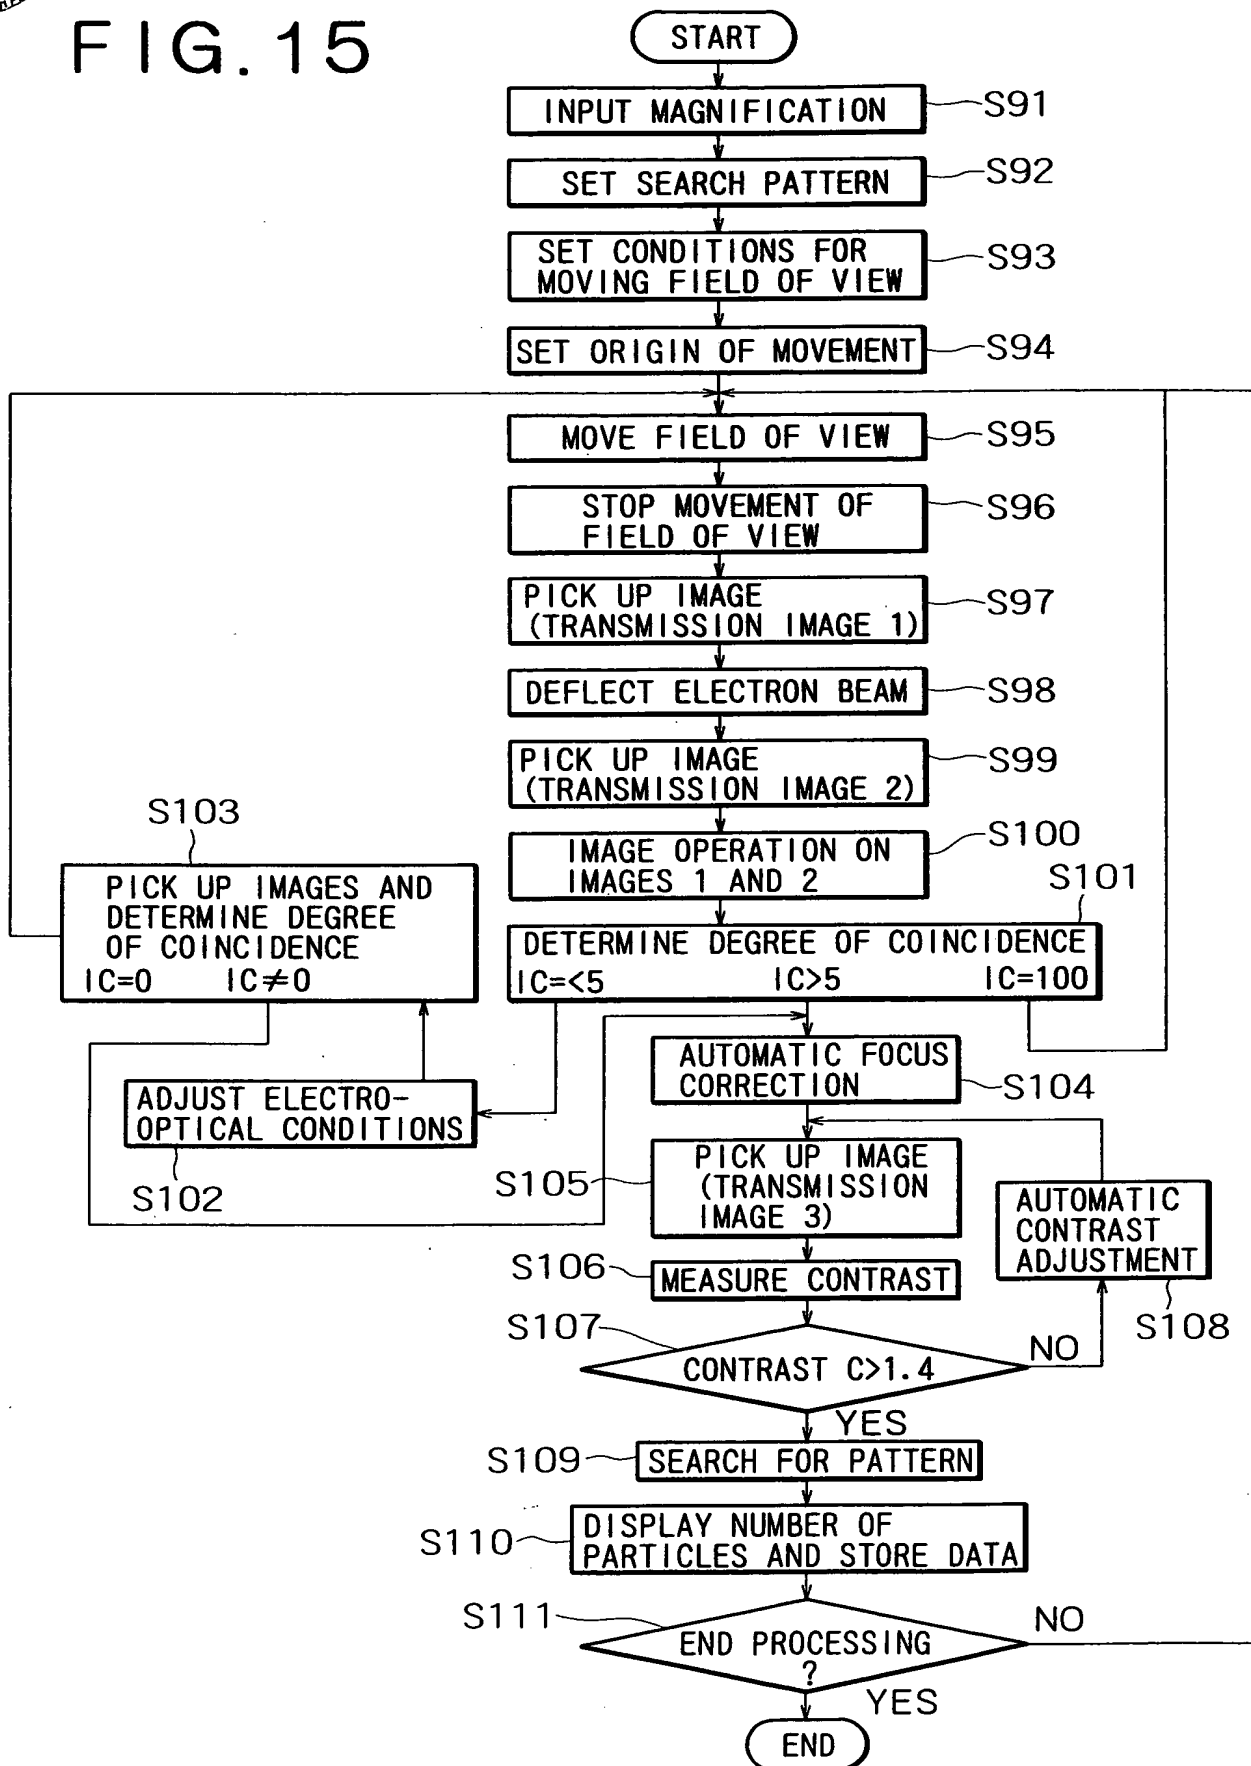 FIG.15
START
INPUT MAGNIFICATION
S91
SET SEARCH PATTERN
S92
SET CONDITIONS FOR
MOVING FIELD OF VIEW
S93
SET ORIGIN OF MOVEMENT
S94
MOVE FIELD OF VIEW
S95
STOP MOVEMENT OF
FIELD OF VIEW
S96
PICK UP IMAGE
(TRANSMISSION IMAGE 1)
S97
DEFLECT ELECTRON BEAM
S98
PICK UP IMAGE
(TRANSMISSION IMAGE 2)
S99
IMAGE OPERATION ON
IMAGES 1 AND 2
S100
S101
DETERMINE DEGREE OF COINCIDENCE
IC=<5 IC>5 IC=100
S103
PICK UP IMAGES AND
DETERMINE DEGREE
OF COINCIDENCE
IC=0 IC≠0
ADJUST ELECTRO-
OPTICAL CONDITIONS
S102
AUTOMATIC FOCUS
CORRECTION
S104
S105
PICK UP IMAGE
(TRANSMISSION
IMAGE 3)
S106
MEASURE CONTRAST
S107
CONTRAST C>1.4
NO
AUTOMATIC
CONTRAST
ADJUSTMENT
S108
YES
S109
SEARCH FOR PATTERN
S110
DISPLAY NUMBER OF
PARTICLES AND STORE DATA
S111
END PROCESSING
?
NO
YES
END